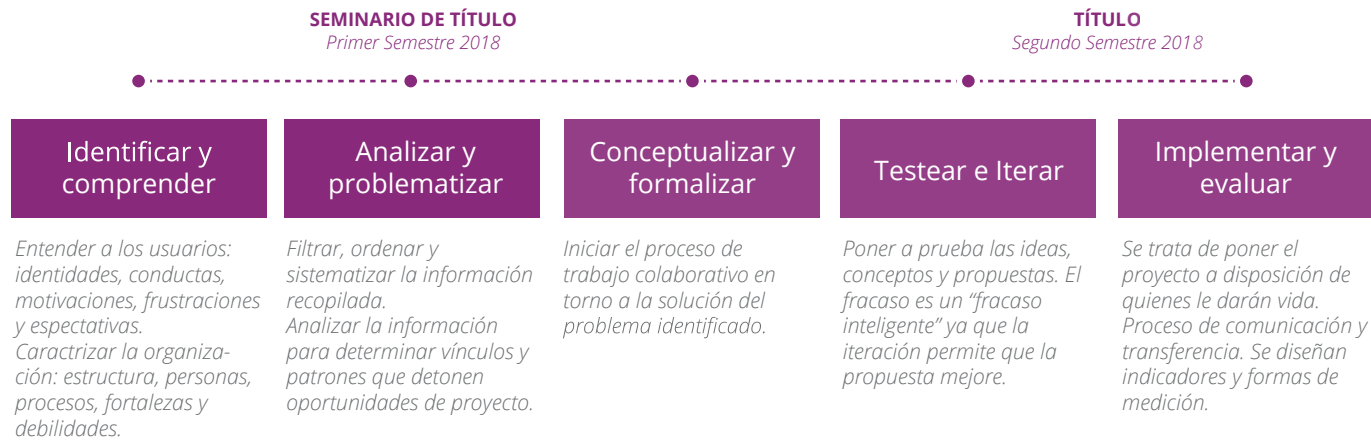 SEMINARIO DE TÍTULO
Primer Semestre 2018
TÍTULO
Segundo Semestre 2018
Identificar y
comprender
Entender a los usuarios:
identidades, conductas,
motivaciones, frustraciones
y espectativas.
Caractrizar la organiza-
ción: estructura, personas,
procesos, fortalezas y
debilidades.
Analizar y
problematizar
Filtrar, ordenar y
sistematizar la información
recopilada.
Analizar la información
para determinar vínculos y
patrones que detonen
oportunidades de proyecto.
Conceptualizar y
formalizar
Iniciar el proceso de
trabajo colaborativo en
torno a la solución del
problema identificado.
Testear e Iterar
Poner a prueba las ideas,
conceptos y propuestas. El
fracaso es un “fracaso
inteligente” ya que la
iteración permite que la
propuesta mejore.
Implementar y
evaluar
Se trata de poner el
proyecto a disposición de
quienes le darán vida.
Proceso de comunicación y
transferencia. Se diseñan
indicadores y formas de
medición.